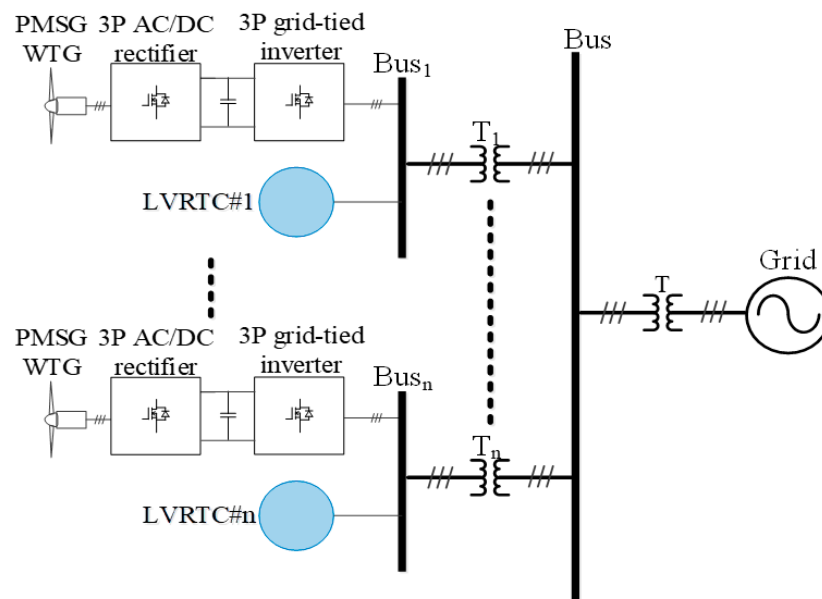 PMSG 3P AC/DC 3P grid-tied
WTG rectifier inverter
Bus₁
Bus
T₁
LVRTC#1
Grid
T
PMSG 3P AC/DC 3P grid-tied
WTG rectifier inverter
Busₙ
Tₙ
LVRTC#n